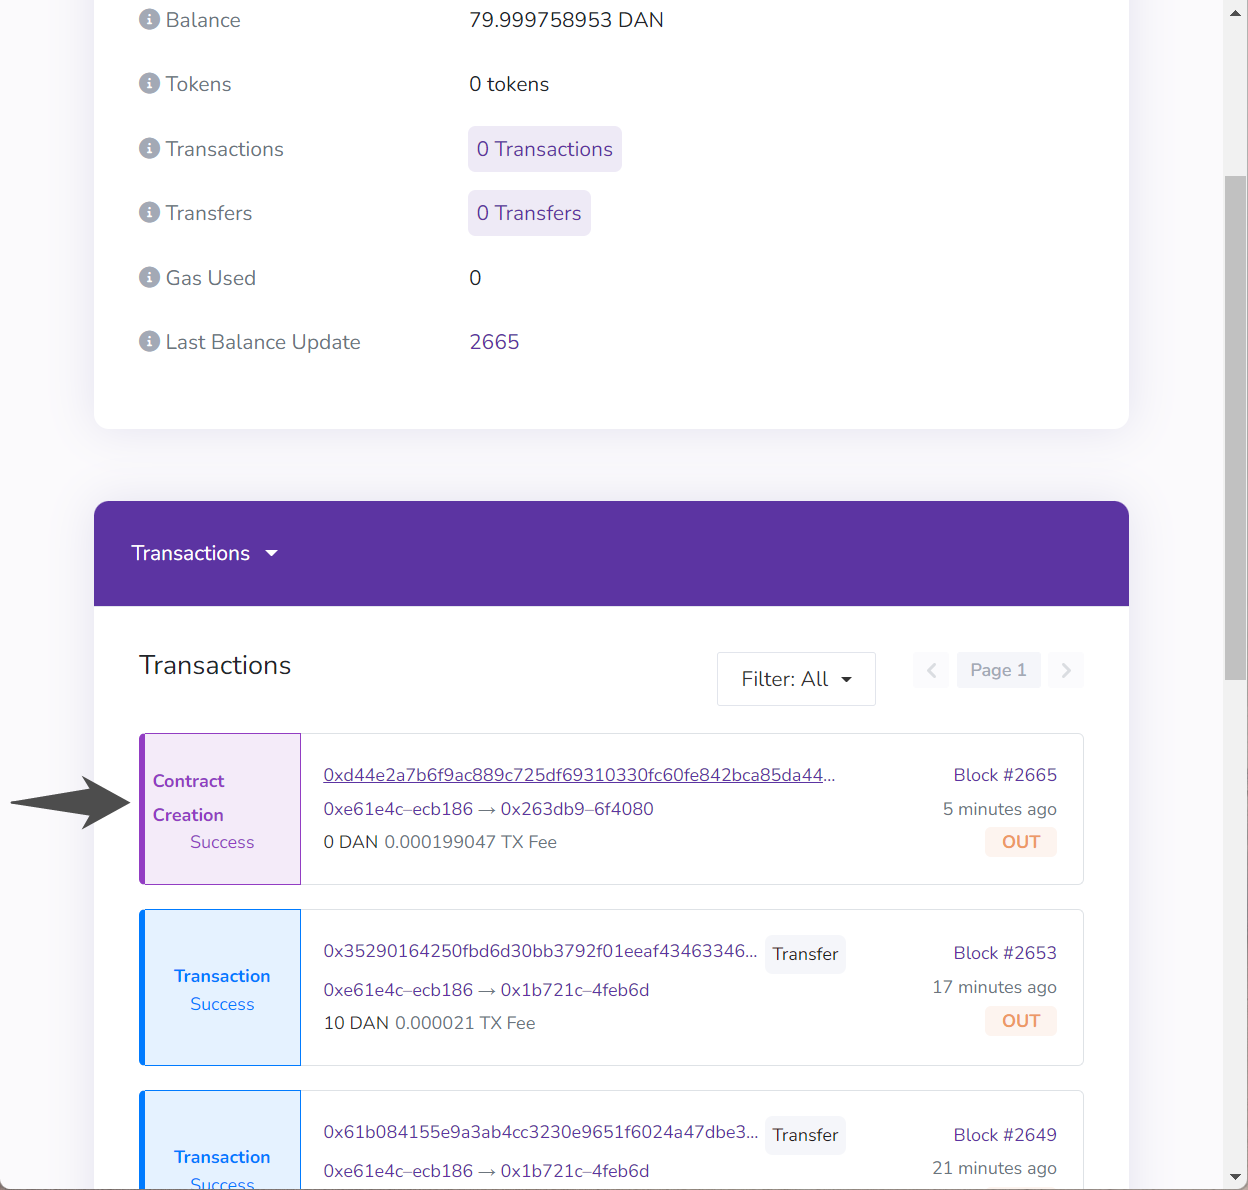 Balance 79.999758953 DAN
Tokens 0 tokens
Transactions 0 Transactions
Transfers 0 Transfers
Gas Used 0
Last Balance Update 2665
Transactions
Transactions
Filter: All
Page 1
Contract
Creation
Success
0xd44e2a7b6f9ac889c725df69310330fc60fe842bca85da44... Block #2665
0xe61e4c–ecb186 → 0x263db9–6f4080 5 minutes ago
0 DAN 0.000199047 TX Fee OUT
Transaction
Success
0x35290164250fbd6d30bb3792f01eeaf43463346... Transfer Block #2653
0xe61e4c–ecb186 → 0x1b721c–4feb6d 17 minutes ago
10 DAN 0.000021 TX Fee OUT
Transaction
Success
0x61b084155e9a3ab4cc3230e9651f6024a47dbe3... Transfer Block #2649
0xe61e4c–ecb186 → 0x1b721c–4feb6d 21 minutes ago